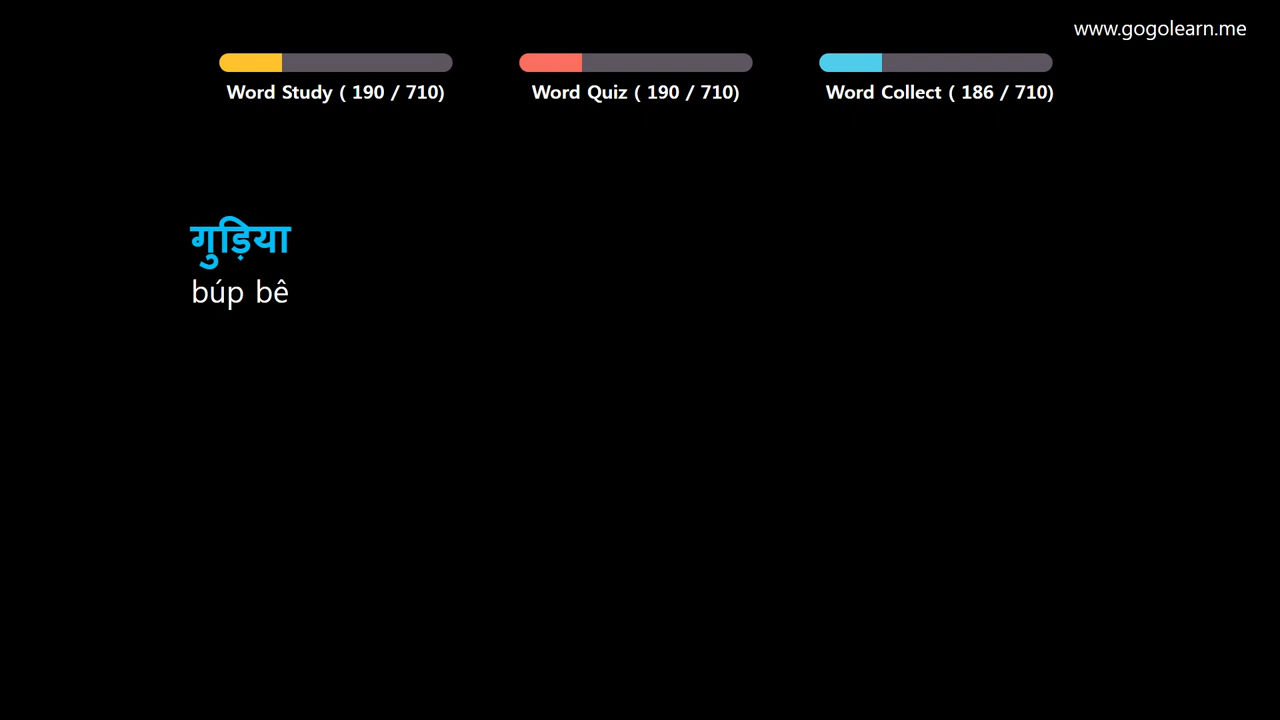 www.gogolearn.me
Word Study ( 190 / 710)
Word Quiz ( 190 / 710)
Word Collect ( 186 / 710)
गुड़िया
búp bê